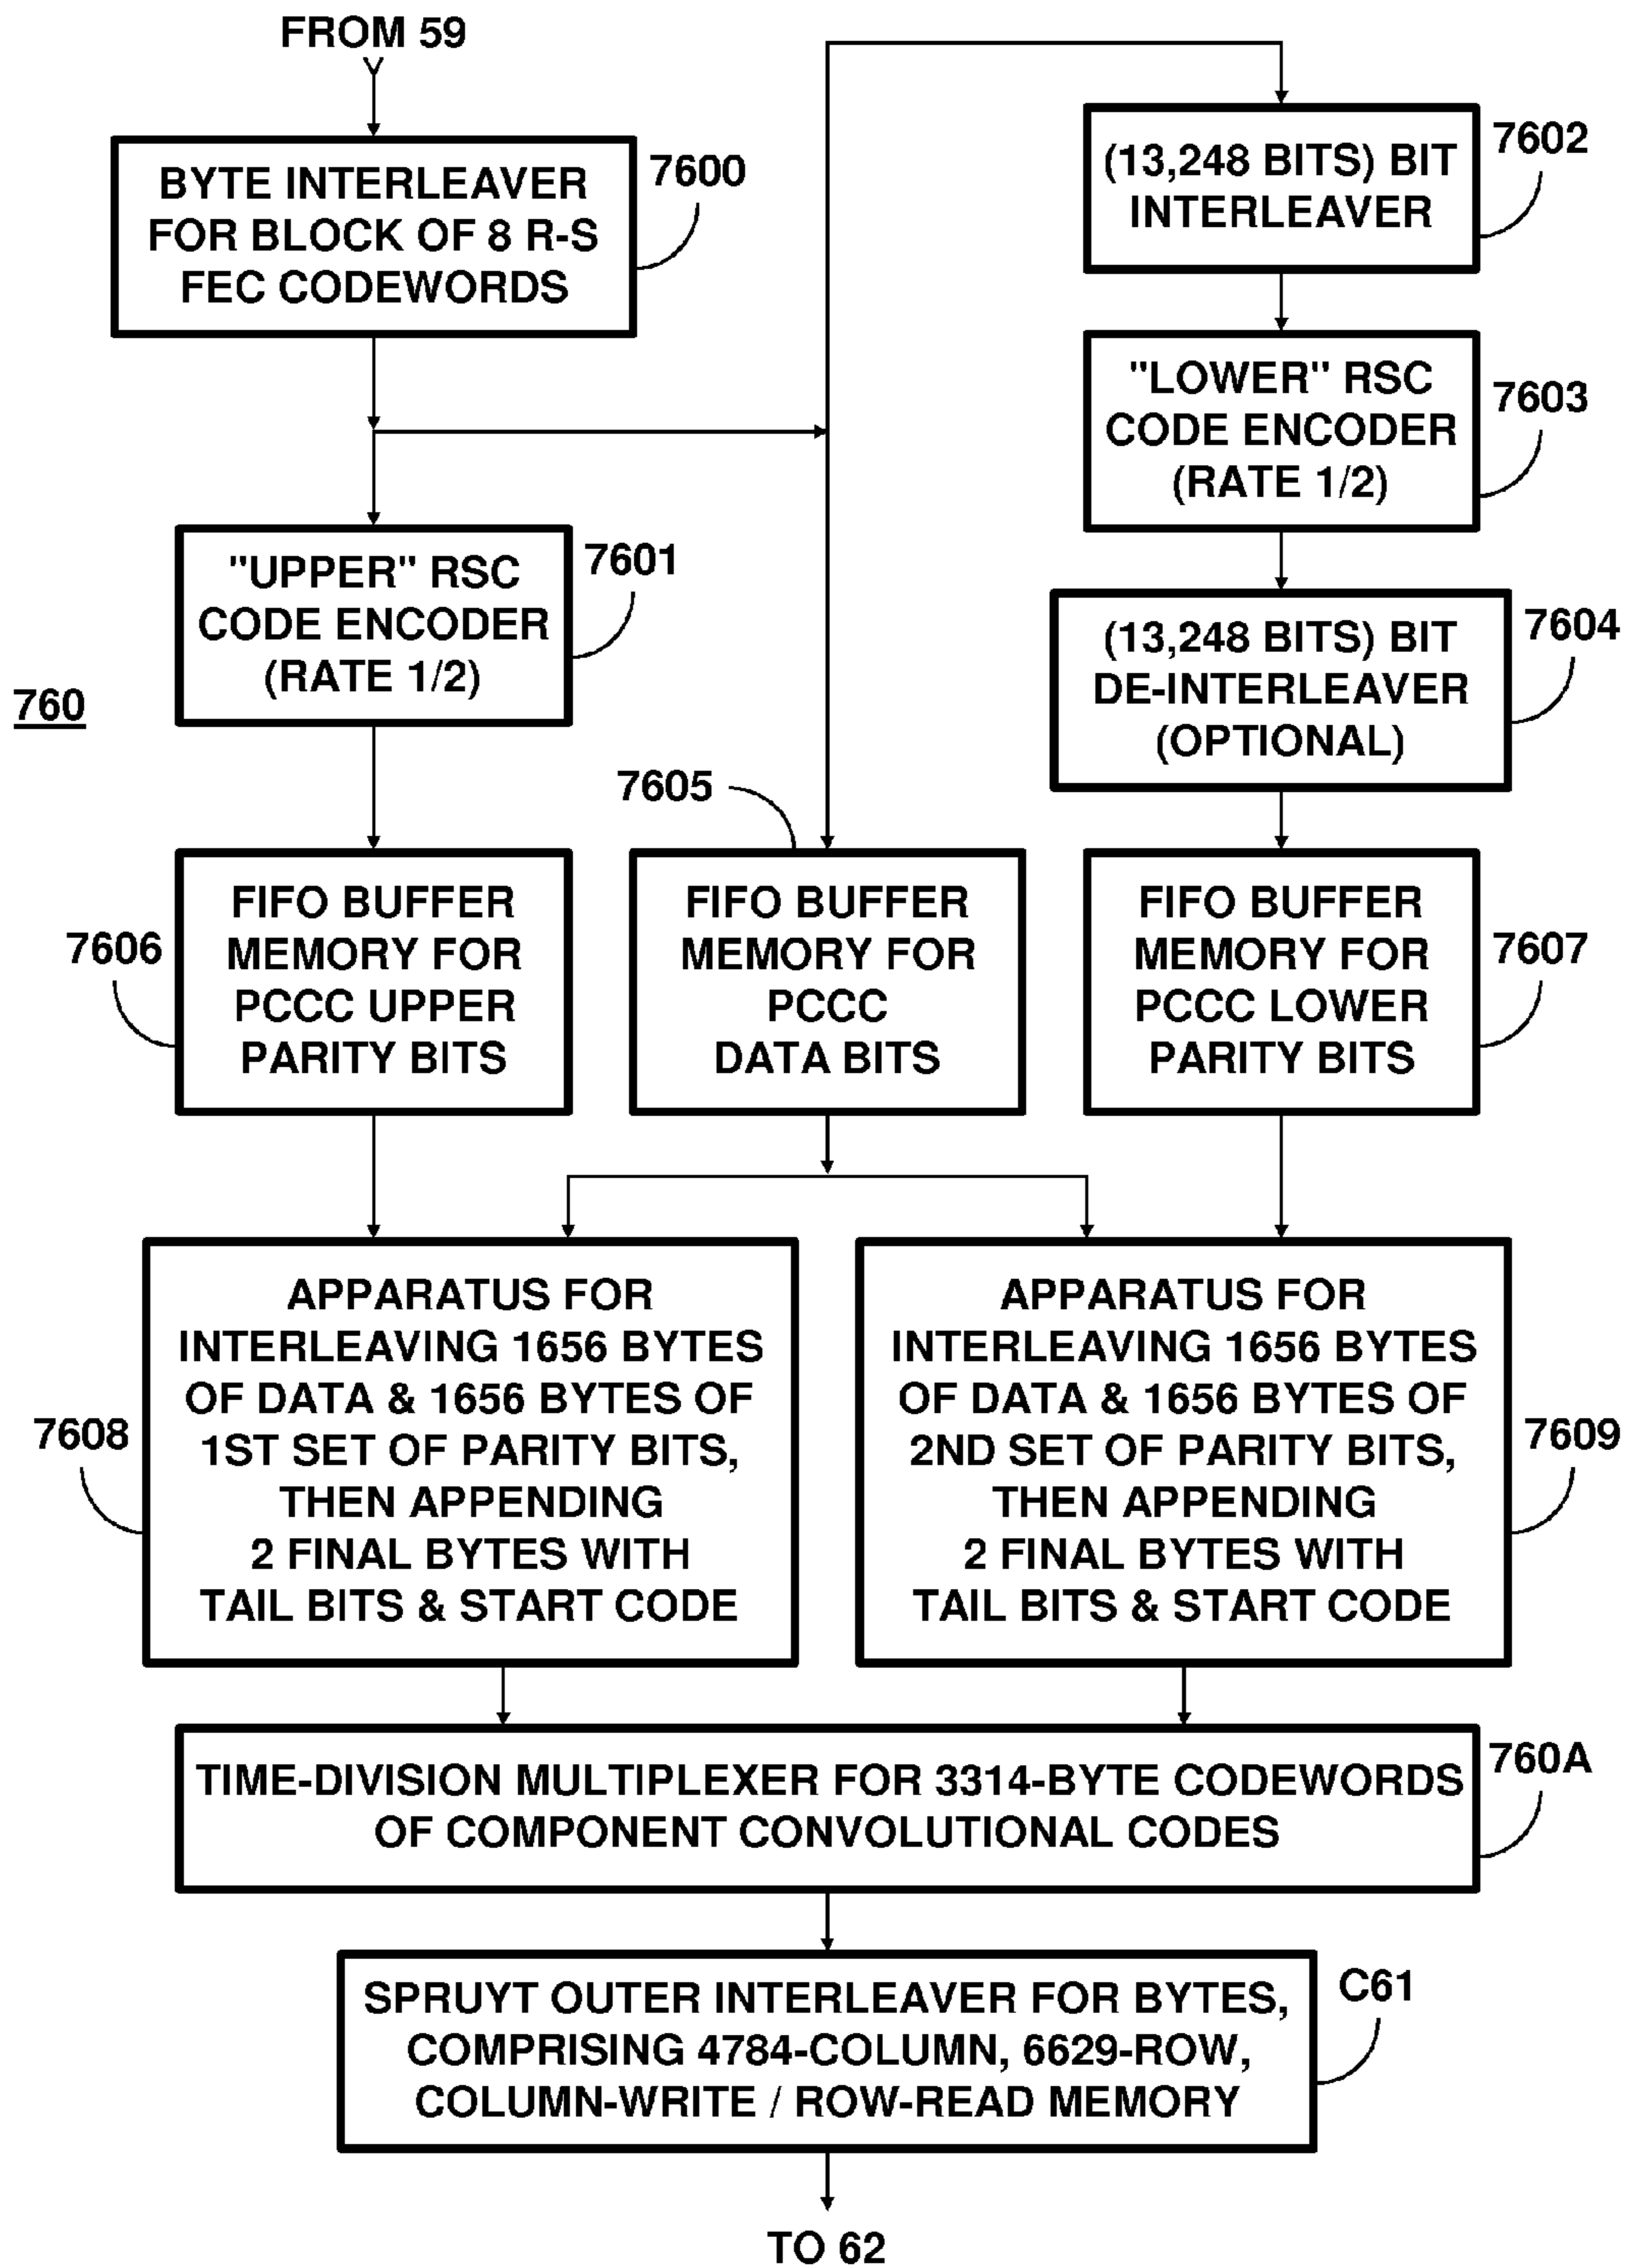 FROM 59
BYTE INTERLEAVER
FOR BLOCK OF 8 R-S
FEC CODEWORDS
7600
(13,248 BITS) BIT
INTERLEAVER
7602
"LOWER" RSC
CODE ENCODER
(RATE 1/2)
7603
"UPPER" RSC
CODE ENCODER
(RATE 1/2)
7601
(13,248 BITS) BIT
DE-INTERLEAVER
(OPTIONAL)
7604
760
7605
7606
FIFO BUFFER
MEMORY FOR
PCCC UPPER
PARITY BITS
FIFO BUFFER
MEMORY FOR
PCCC
DATA BITS
FIFO BUFFER
MEMORY FOR
PCCC LOWER
PARITY BITS
7607
7608
APPARATUS FOR
INTERLEAVING 1656 BYTES
OF DATA & 1656 BYTES OF
1ST SET OF PARITY BITS,
THEN APPENDING
2 FINAL BYTES WITH
TAIL BITS & START CODE
APPARATUS FOR
INTERLEAVING 1656 BYTES
OF DATA & 1656 BYTES OF
2ND SET OF PARITY BITS,
THEN APPENDING
2 FINAL BYTES WITH
TAIL BITS & START CODE
7609
TIME-DIVISION MULTIPLEXER FOR 3314-BYTE CODEWORDS
OF COMPONENT CONVOLUTIONAL CODES
760A
SPRUYT OUTER INTERLEAVER FOR BYTES,
COMPRISING 4784-COLUMN, 6629-ROW,
COLUMN-WRITE / ROW-READ MEMORY
C61
TO 62